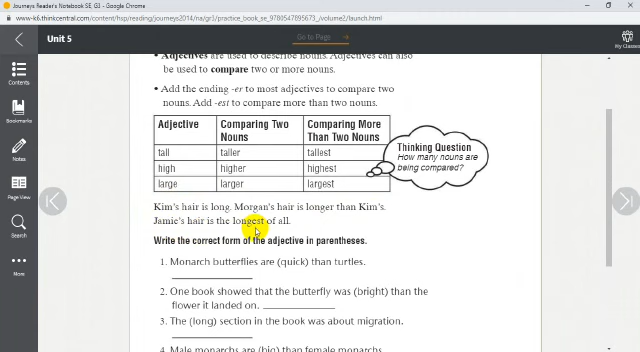 Journeys Reader's Notebook SE, G3 - Google Chrome
www-k6.thinkcentral.com/content/hsp/reading/journeys2014/na/gr3/practice_book_se_9780547895673_/volume2/launch.html
Unit 5
Go to Page
My Classes
Contents
Bookmarks
Notes
Page View
Search
More
• Adjectives are used to describe nouns. Adjectives can also
be used to compare two or more nouns.
• Add the ending -er to most adjectives to compare two
nouns. Add -est to compare more than two nouns.
Adjective Comparing Two Nouns Comparing More Than Two Nouns
tall taller tallest
high higher highest
large larger largest
Thinking Question
How many nouns are
being compared?
Kim's hair is long. Morgan's hair is longer than Kim's.
Jamie's hair is the longest of all.
Write the correct form of the adjective in parentheses.
1. Monarch butterflies are (quick) than turtles.
2. One book showed that the butterfly was (bright) than the
flower it landed on.
3. The (long) section in the book was about migration.
4. Male monarchs are (big) than female monarchs.